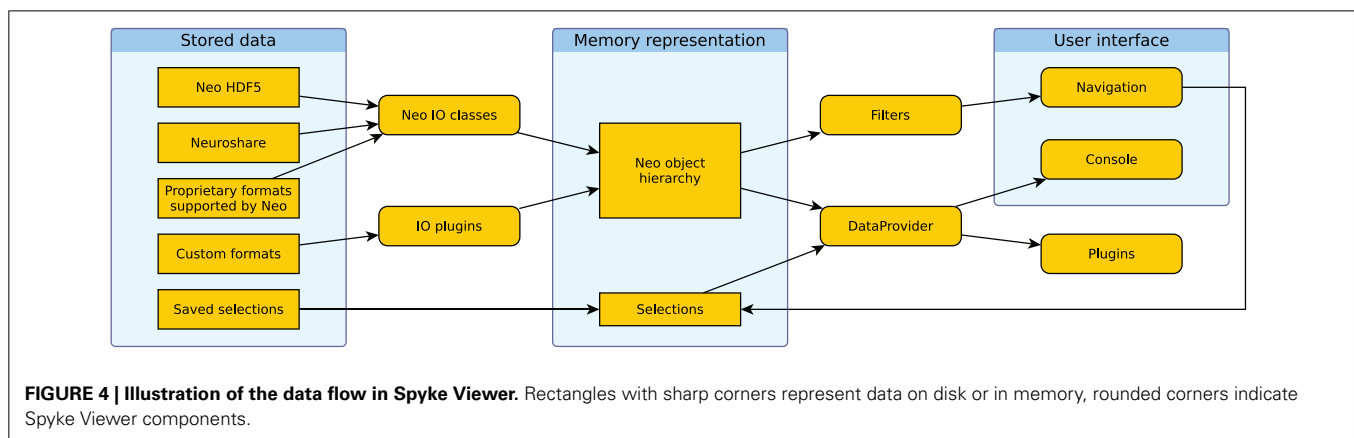 Stored data
Neo HDF5
Neuroshare
Proprietary formats
supported by Neo
Custom formats
Saved selections
Neo IO classes
IO plugins
Memory representation
Neo object
hierarchy
Selections
Filters
DataProvider
User interface
Navigation
Console
Plugins
FIGURE 4 | Illustration of the data flow in Spyke Viewer. Rectangles with sharp corners represent data on disk or in memory, rounded corners indicate
Spyke Viewer components.